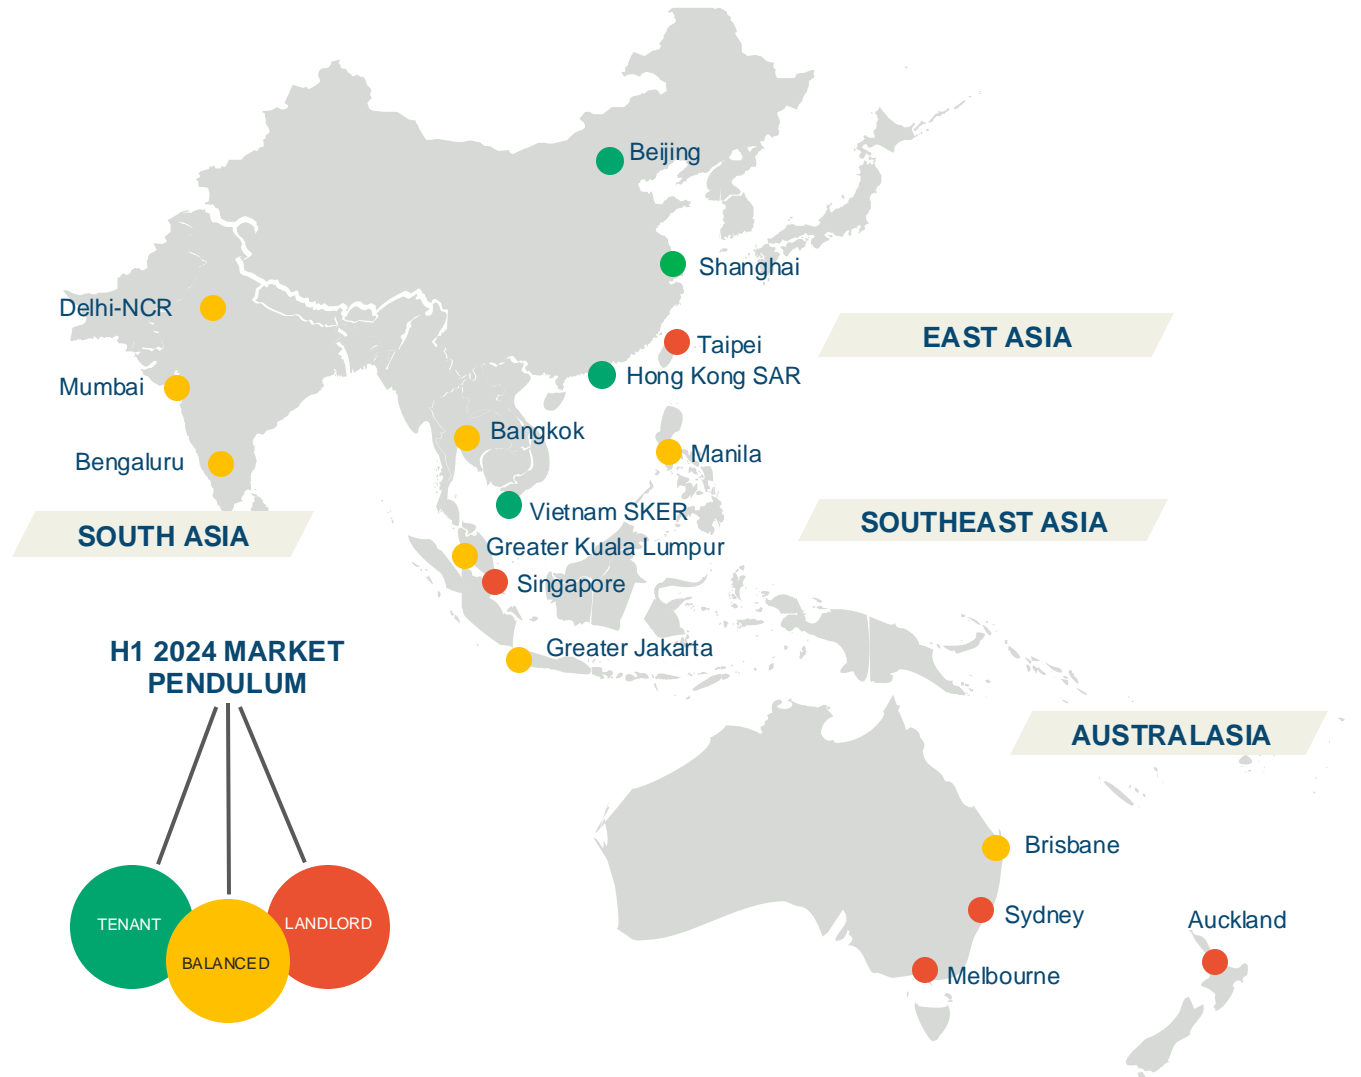 Beijing
Shanghai
Delhi-NCR
EAST ASIA
Taipei
Hong Kong SAR
Mumbai
Bangkok
Manila
Bengaluru
Vietnam SKER
SOUTHEAST ASIA
SOUTH ASIA
Greater Kuala Lumpur
Singapore
Greater Jakarta
H1 2024 MARKET
PENDULUM
AUSTRALASIA
Brisbane
Sydney
Auckland
TENANT
LANDLORD
BALANCED
Melbourne